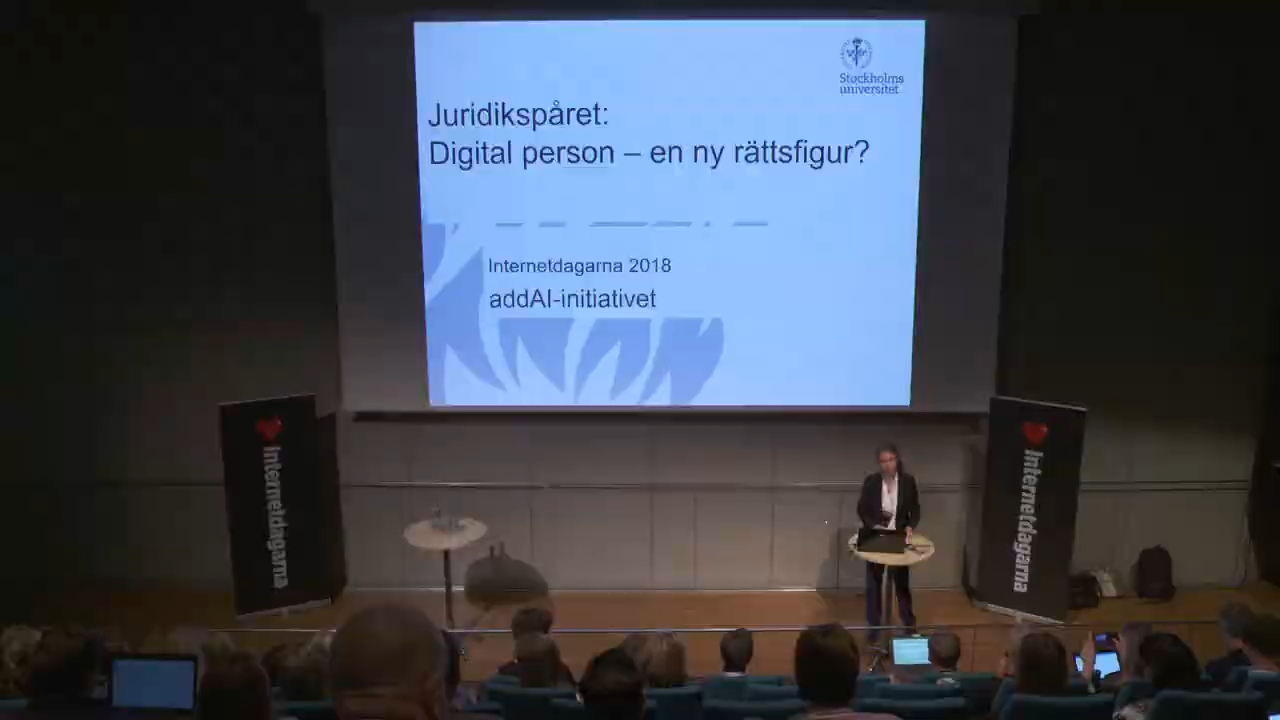 Stockholms
universitet
Juridikspåret:
Digital person – en ny rättsfigur?
Internetdagarna 2018
addAI-initiativet
Internetdagarna
Internetdagarna